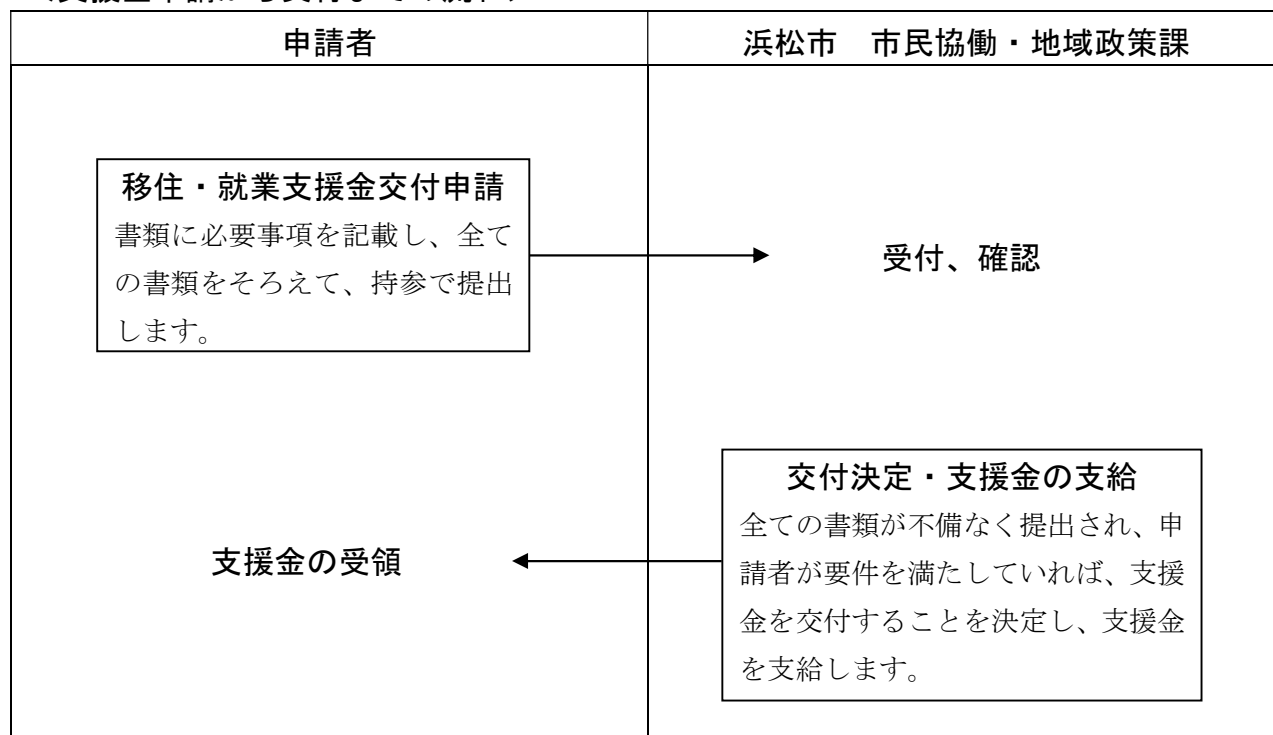 申請者
浜松市　市民協働・地域政策課
移住・就業支援金交付申請
書類に必要事項を記載し、全て
の書類をそろえて、持参で提出
します。
受付、確認
交付決定・支援金の支給
全ての書類が不備なく提出され、申
請者が要件を満たしていれば、支援
金を交付することを決定し、支援金
を支給します。
支援金の受領